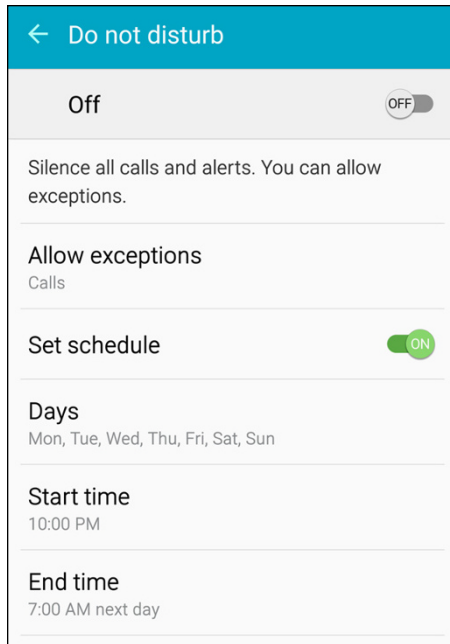 Do not disturb
Off OFF
Silence all calls and alerts. You can allow
exceptions.
Allow exceptions
Calls
Set schedule ON
Days
Mon, Tue, Wed, Thu, Fri, Sat, Sun
Start time
10:00 PM
End time
7:00 AM next day